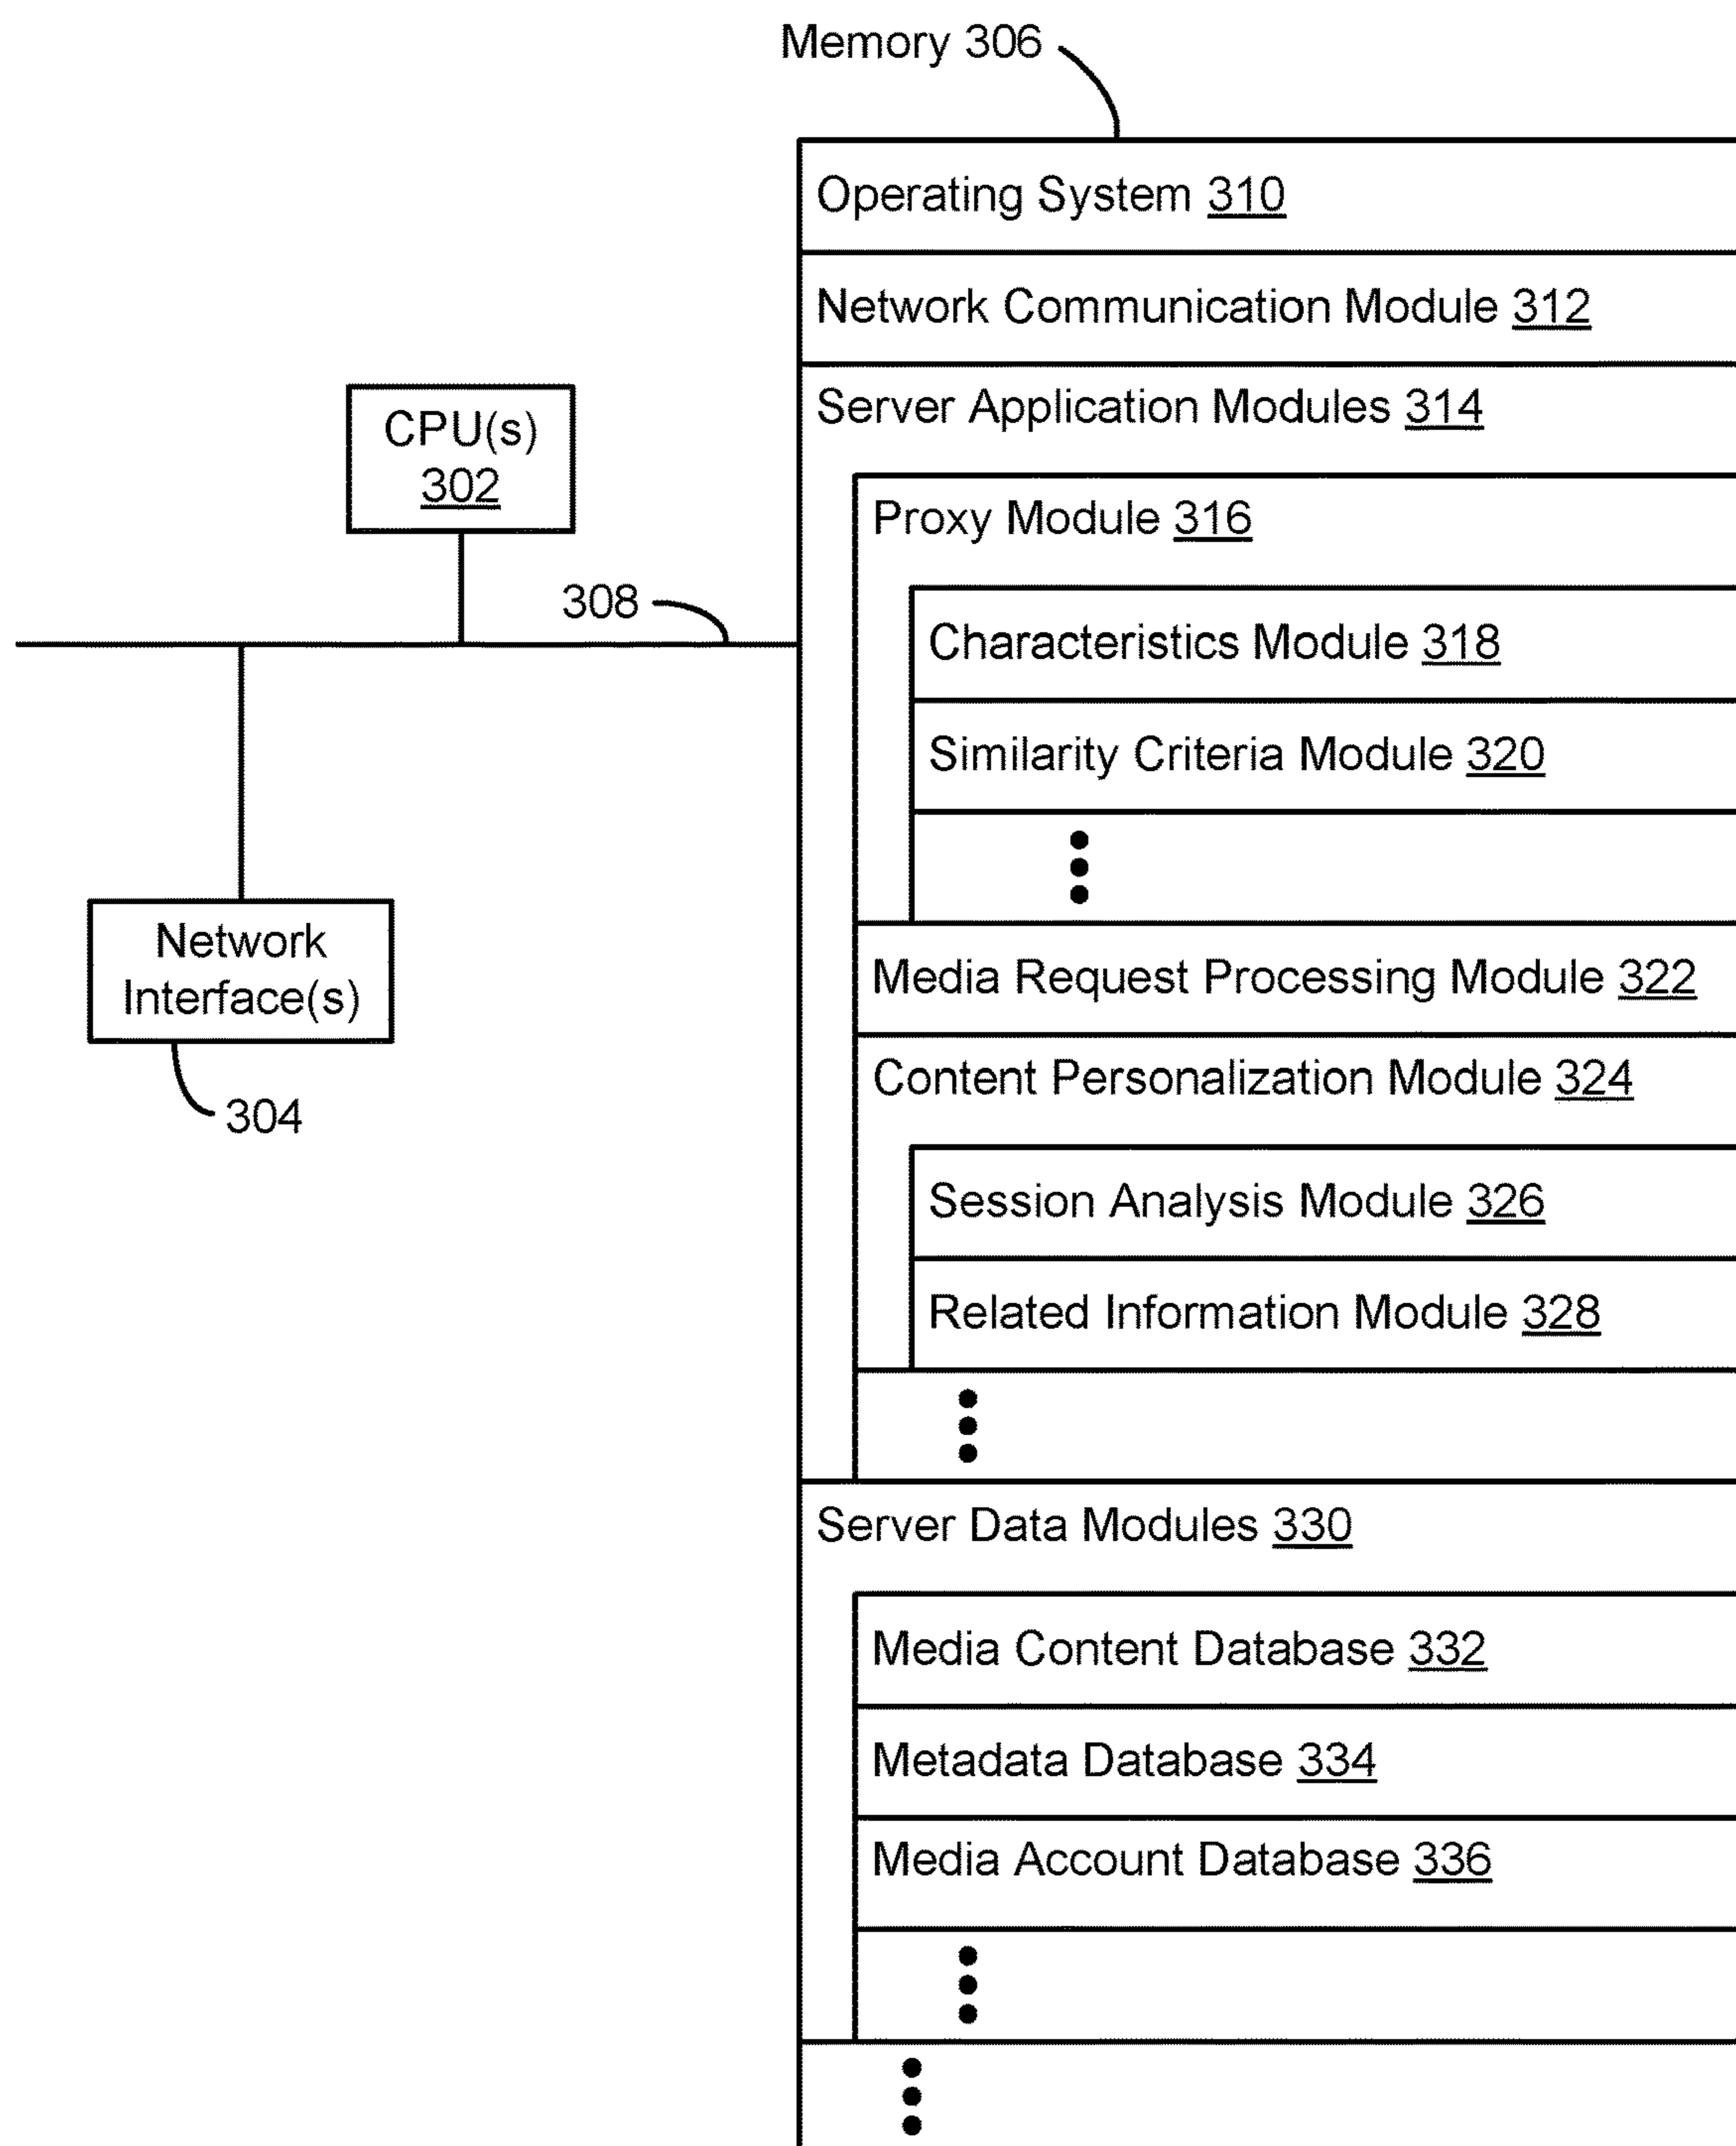 Memory 306
Operating System 310
Network Communication Module 312
Server Application Modules 314
CPU(s)
302
Proxy Module 316
308
Characteristics Module 318
Similarity Criteria Module 320
Network
Interface(s)
304
Media Request Processing Module 322
Content Personalization Module 324
Session Analysis Module 326
Related Information Module 328
Server Data Modules 330
Media Content Database 332
Metadata Database 334
Media Account Database 336